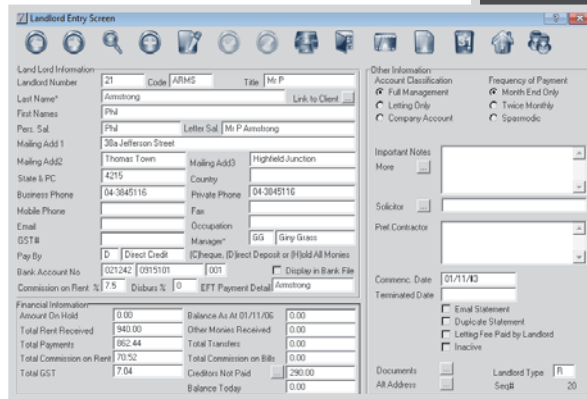 Landlord Entry Screen
Land Lord Information
Landlord Number 21 Code ARMS Title Mr P
Last Name* Armstrong Link to Client ...
First Names Phil
Pers. Sal. Phil Letter Sal. Mr P Armstrong
Mailing Add 1 38a Jefferson Street
Mailing Add2 Thomas Town Mailing Add3 Highfield Junction
State & PC 4215 Country
Business Phone 04-3845116 Private Phone 04-3845116
Mobile Phone Fax
Email Occupation
GST# Manager* GG Giny Grass
Pay By D Direct Credit (C)heque, (D)irect Deposit or (H)old All Monies
Bank Account No. 021242 0915101 001 Display in Bank File
Commission on Rent % 7.5 Disburs % 0 EFT Payment Detail Armstrong
Financial Information
Amount On Hold 0.00 Balance As At 01/11/06 0.00
Total Rent Received 940.00 Other Monies Received 0.00
Total Payments 862.44 Total Transfers 0.00
Total Commission on Rent 70.52 Total Commission on Bills 0.00
Total GST 7.04 Creditors Not Paid ... 290.00
Balance Today 0.00
Other Information
Account Classification Frequency of Payment
Full Management Month End Only
Letting Only Twice Monthly
Company Account Spasmodic
Important Notes
More ...
Solicitor ...
Pref.Contractor
Commenc. Date 01/11/
Terminated Date
Email Statement
Duplicate Statement
Letting Fee Paid by Landlord
Inactive
Documents ... Landlord Type R
Alt Address ... Seq# 20